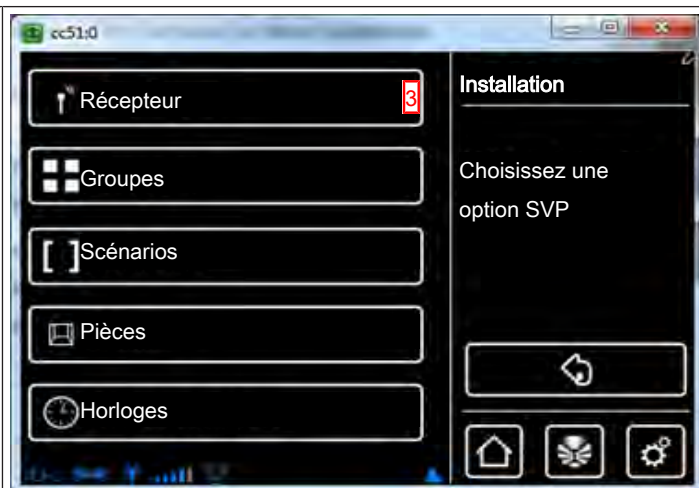 cc51:0
Récepteur 3
Groupes
Scénarios
Pièces
Horloges
Installation
Choisissez une
option SVP